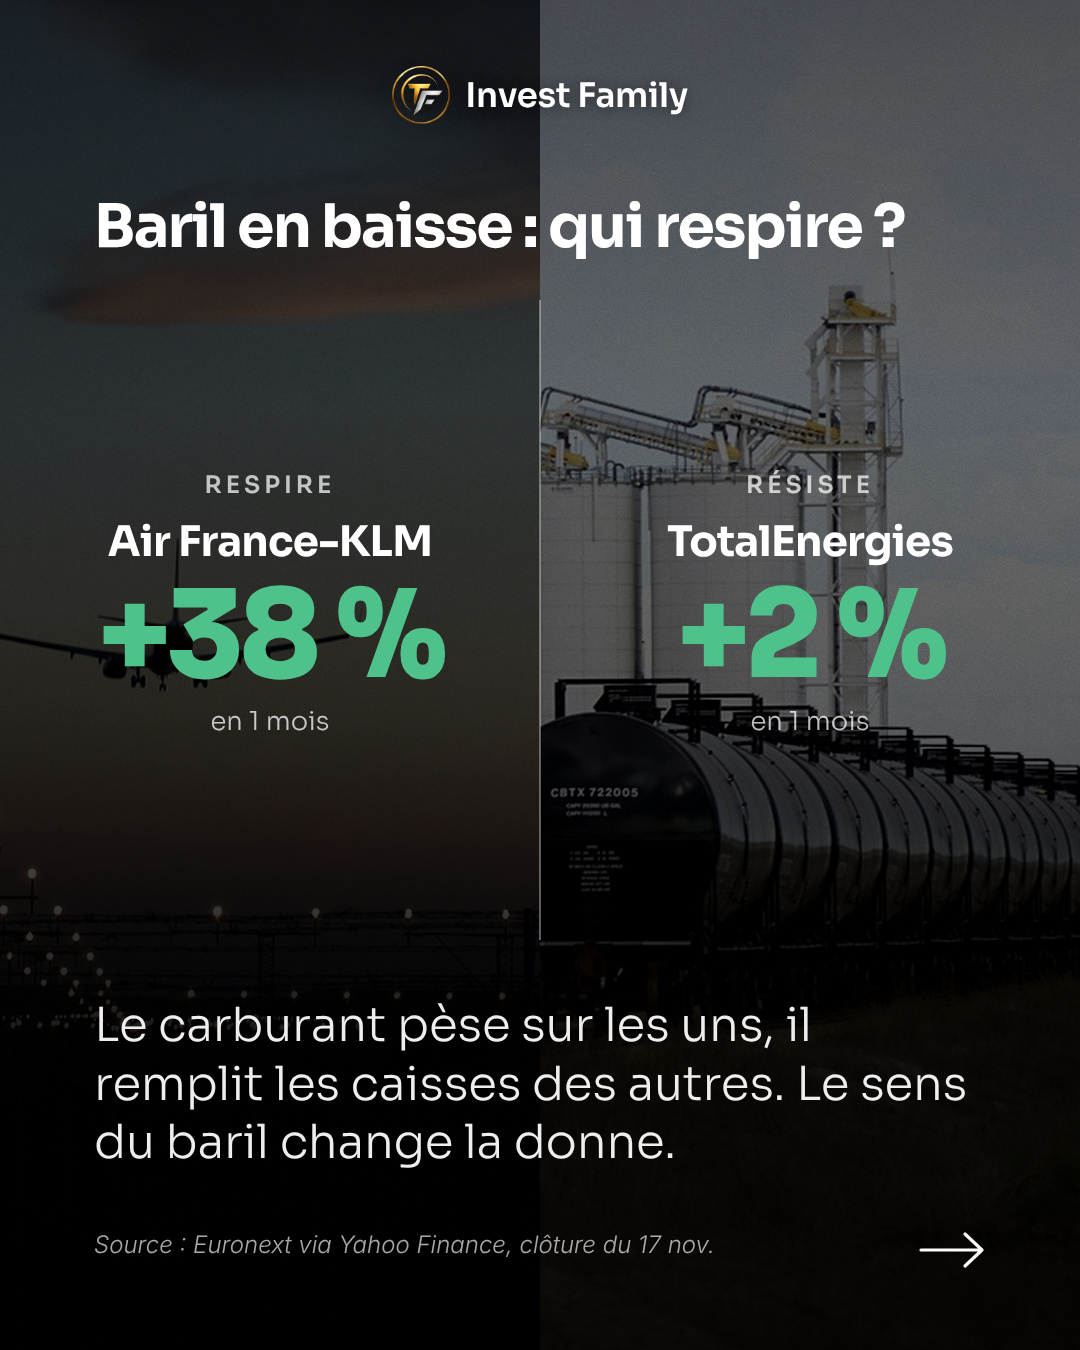 Invest Family
Baril en baisse : qui respire ?
RESPIRE
Air France-KLM
+38 %
en 1 mois
RÉSISTE
TotalEnergies
+2 %
en 1 mois
CBTX 722005
Le carburant pèse sur les uns, il
remplit les caisses des autres. Le sens
du baril change la donne.
Source : Euronext via Yahoo Finance, clôture du 17 nov.